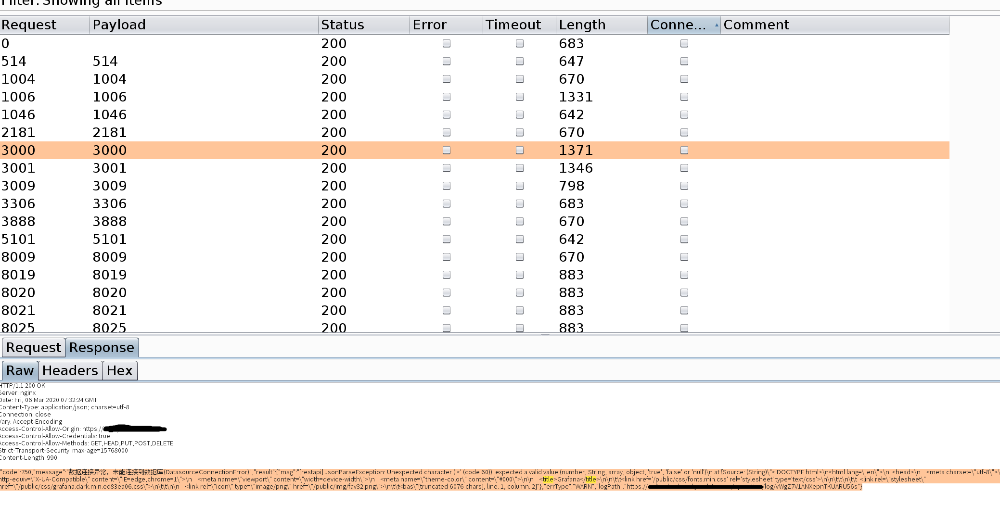 Filter: Showing all items
Request Payload Status Error Timeout Length Conne... Comment
0 200 683
514 514 200 647
1004 1004 200 670
1006 1006 200 1331
1046 1046 200 642
2181 2181 200 670
3000 3000 200 1371
3001 3001 200 1346
3009 3009 200 798
3306 3306 200 683
3888 3888 200 670
5101 5101 200 642
8009 8009 200 670
8019 8019 200 883
8020 8020 200 883
8021 8021 200 883
8025 8025 200 883
Request Response
Raw Headers Hex
HTTP/1.1 200 OK
Server: nginx
Date: Fri, 06 Mar 2020 07:32:24 GMT
Content-Type: application/json; charset=utf-8
Connection: close
Vary: Accept-Encoding
Access-Control-Allow-Origin: https://
Access-Control-Allow-Credentials: true
Access-Control-Allow-Methods: GET,HEAD,PUT,POST,DELETE
Strict-Transport-Security: max-age=15768000
Content-Length: 990
"code":750,"message":"数据连接异常，未能连接到数据库(DatasourceConnectionError)","result":{"msg":"[restapi] JsonParseException: Unexpected character ('<' (code 60)): expected a valid value (number, String, array, object, 'true', 'false' or 'null')\n at [Source: (String)\"<!DOCTYPE html>\n<html lang=\"en\">\n <head>\n <meta charset=\"utf-8\">\
http-equiv=\"X-UA-Compatible\" content=\"IE=edge,chrome=1\">\n <meta name=\"viewport\" content=\"width=device-width\">\n <meta name=\"theme-color\" content=\"#000\">\n\n <title>Grafana</title>\n\n\t\t<link href='/public/css/fonts.min.css' rel='stylesheet' type='text/css'>\n\n\t\t\t\t\t <link rel=\"stylesheet\"
href=\"/public/css/grafana.dark.min.ed83ea06.css\">\n\t\t\n\n <link rel=\"icon\" type=\"image/png\" href=\"/public/img/fav32.png\">\n\t\t<bas\"[truncated 6076 chars]; line: 1, column: 2]"},"errType":"WARN","logPath":"https:// /log/vWgZ7V1ANXepnTKUARU56s"}